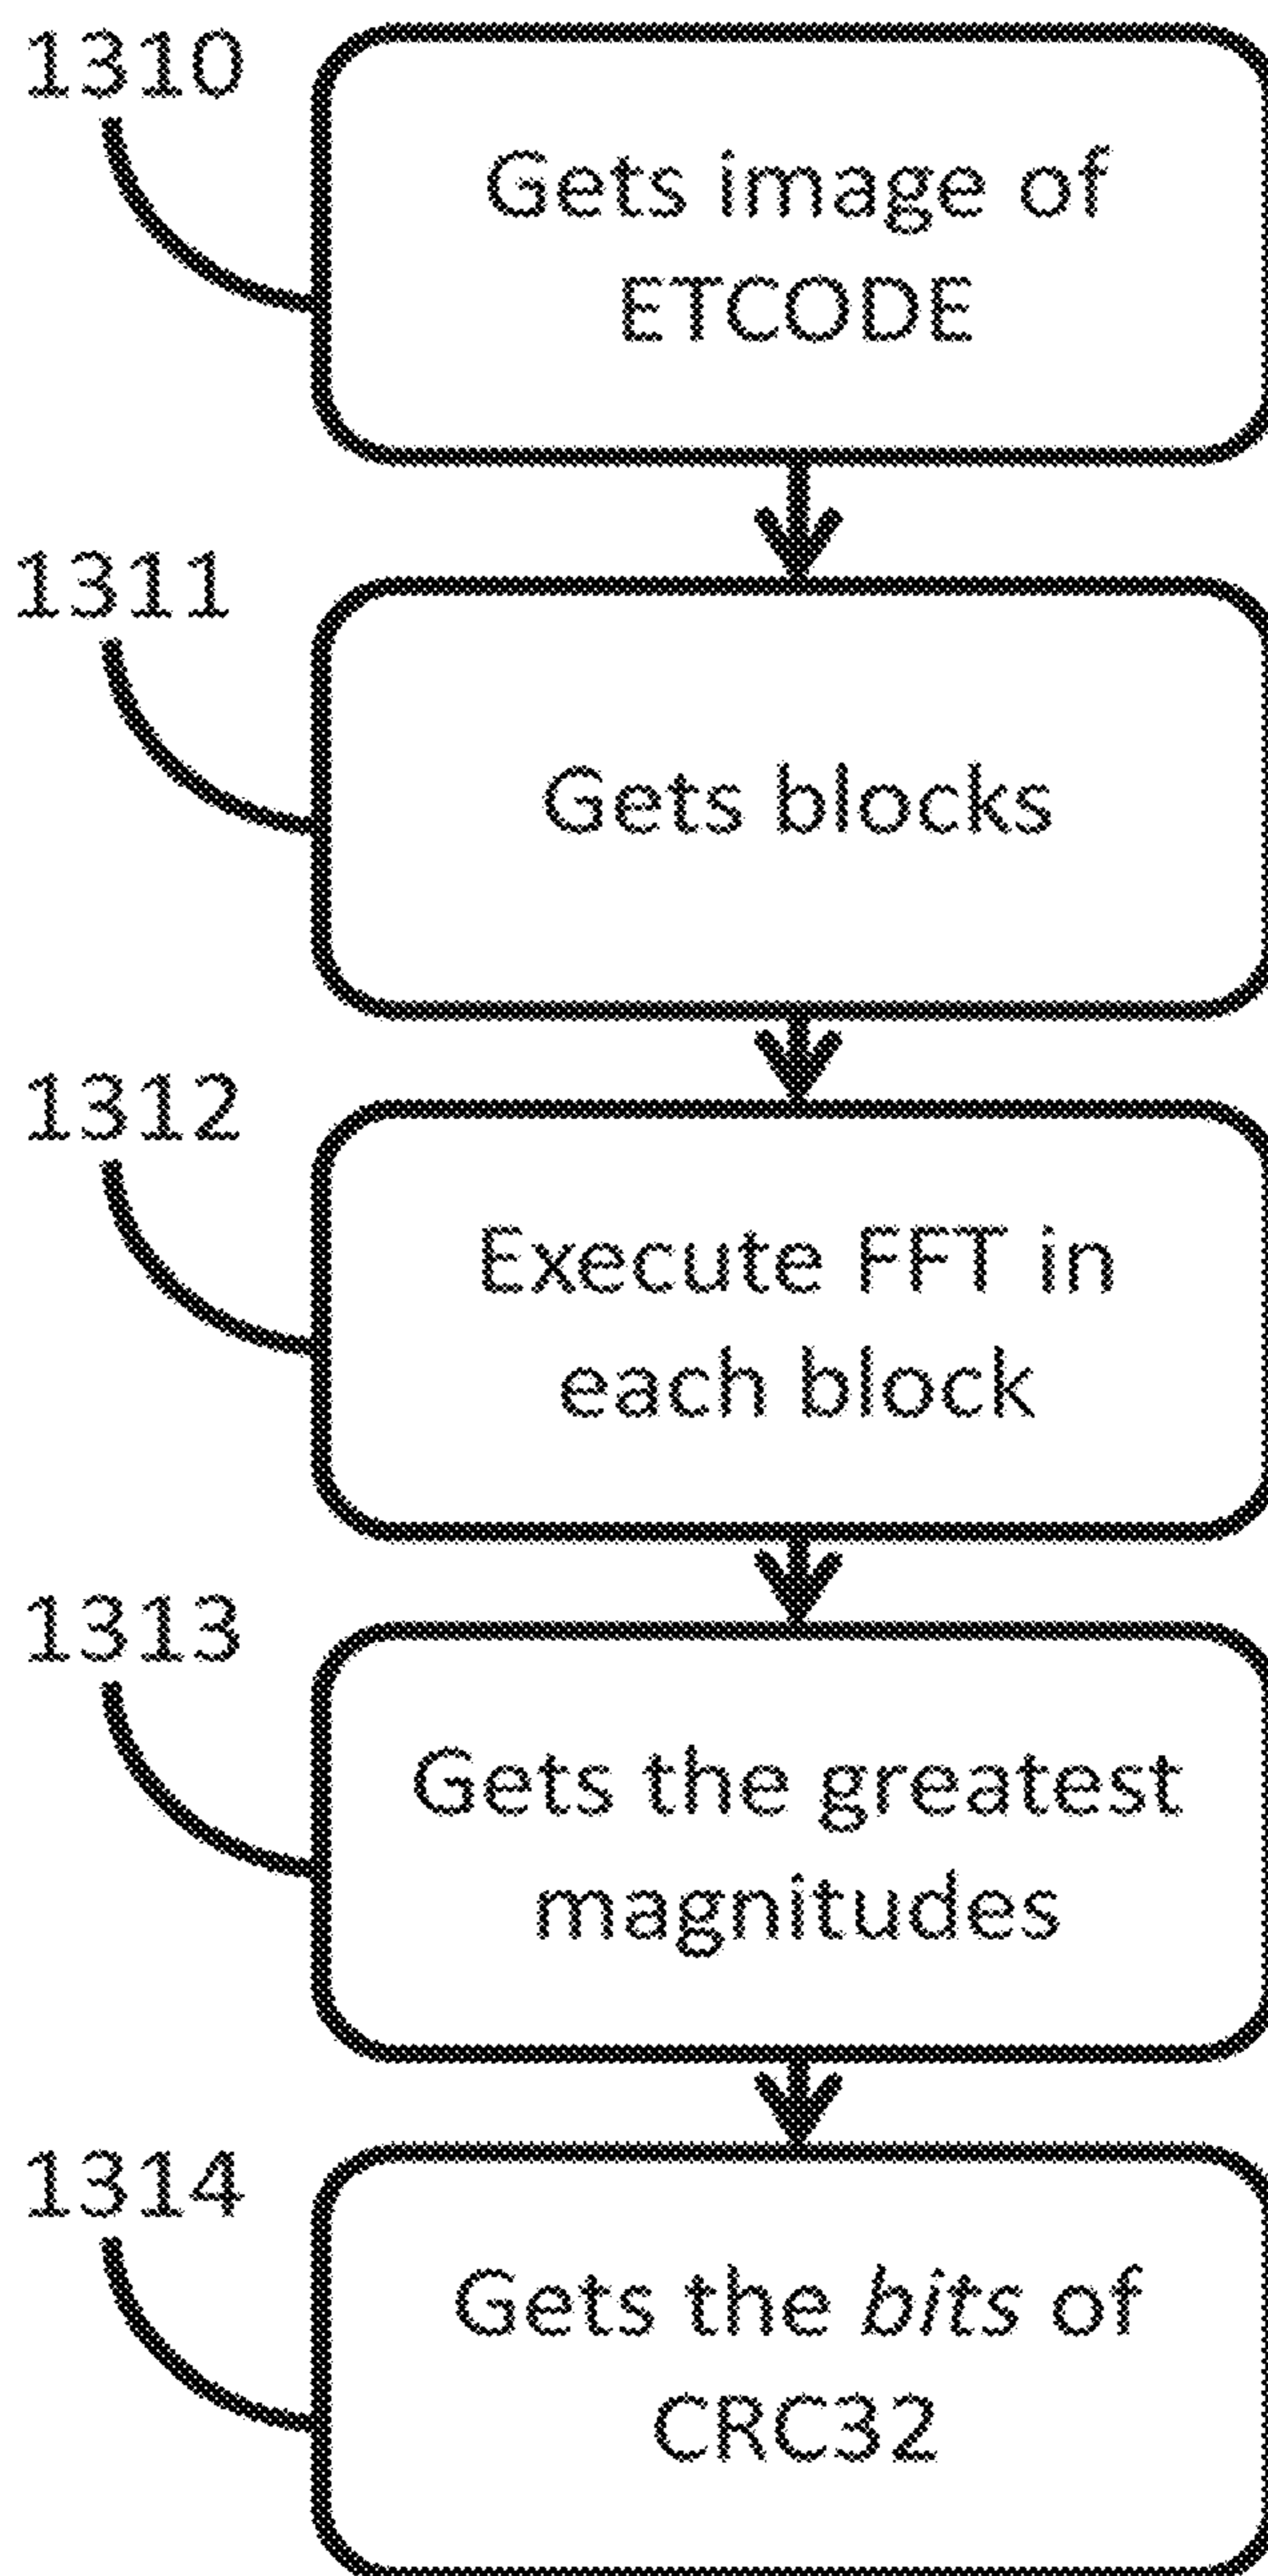 1310
Gets image of
ETCODE
1311
Gets blocks
1312
Execute FFT in
each block
1313
Gets the greatest
magnitudes
1314
Gets the bits of
CRC32